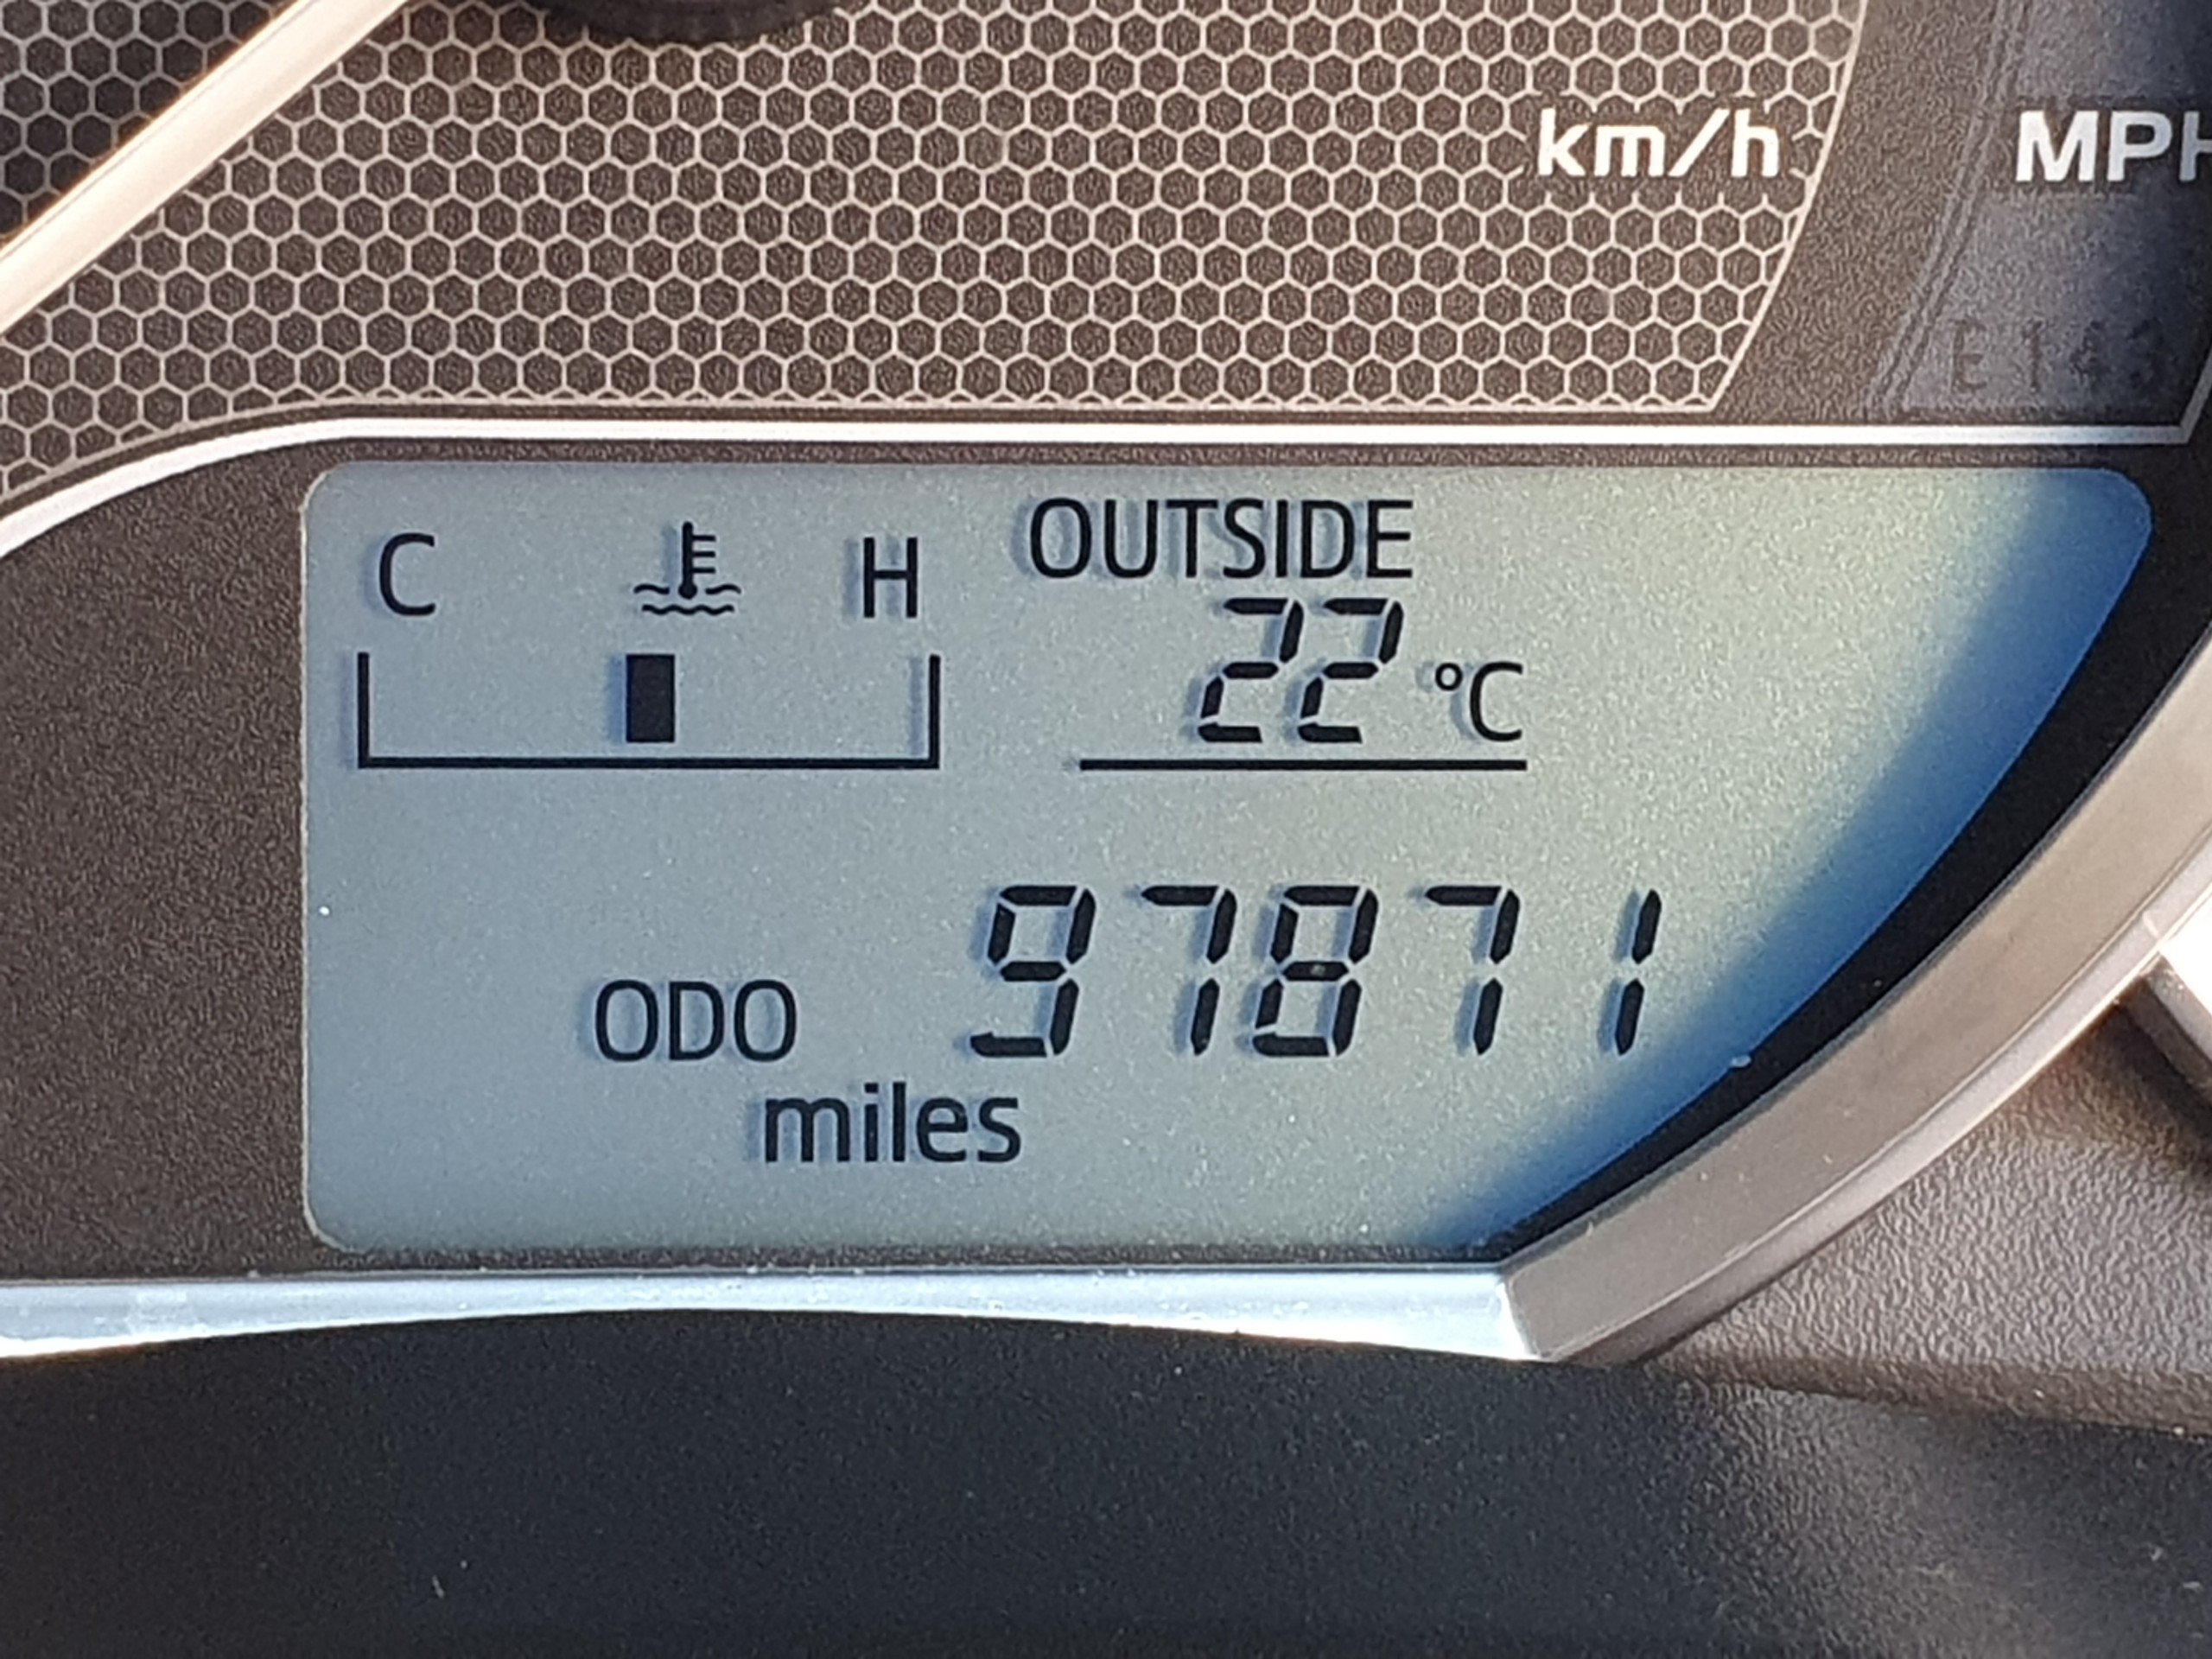 km/h MPH
C H OUTSIDE
22 °C
ODO 97871
miles